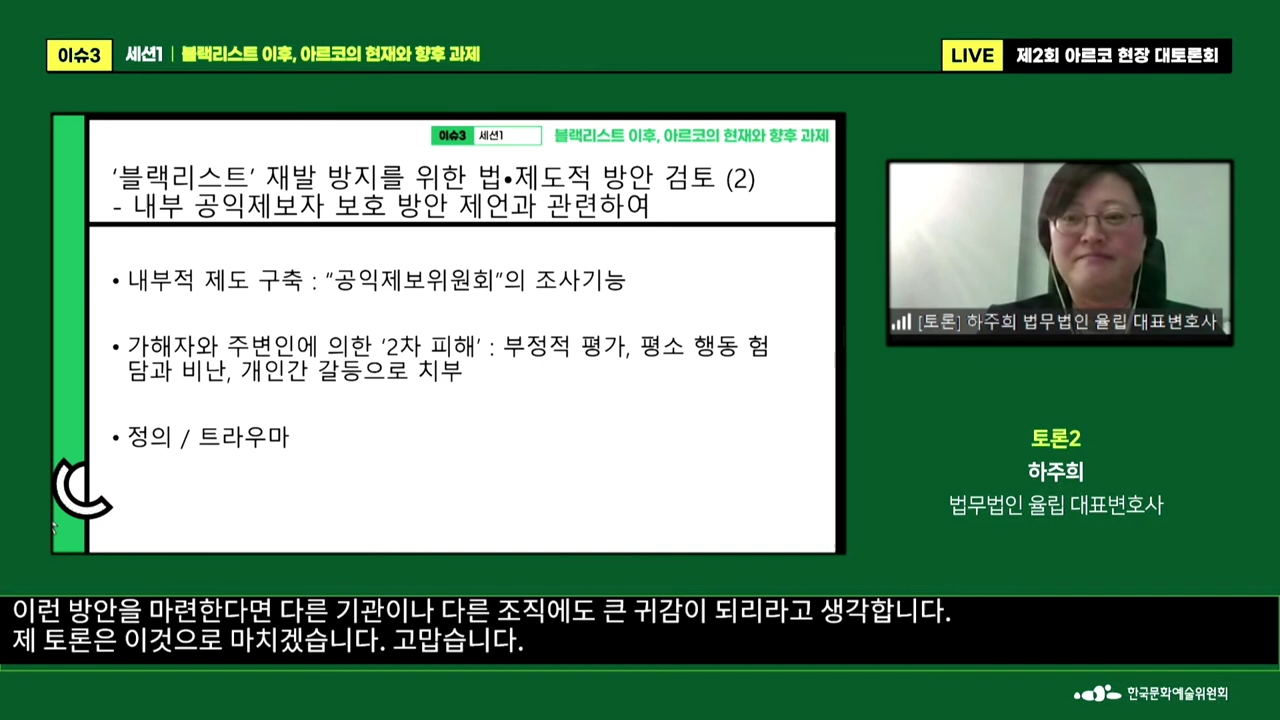 이슈3
세션1 | 블랙리스트 이후, 아르코의 현재와 향후 과제
LIVE 제2회 아르코 현장 대토론회
이슈3 세션1 블랙리스트 이후, 아르코의 현재와 향후 과제
‘블랙리스트’ 재발 방지를 위한 법•제도적 방안 검토 (2)
- 내부 공익제보자 보호 방안 제언과 관련하여
• 내부적 제도 구축 : “공익제보위원회”의 조사기능
• 가해자와 주변인에 의한 ‘2차 피해’ : 부정적 평가, 평소 행동 험
담과 비난, 개인간 갈등으로 치부
• 정의 / 트라우마
[토론] 하주희 법무법인 율립 대표변호사
토론2
하주희
법무법인 율립 대표변호사
이런 방안을 마련한다면 다른 기관이나 다른 조직에도 큰 귀감이 되리라고 생각합니다.
제 토론은 이것으로 마치겠습니다. 고맙습니다.
한국문화예술위원회